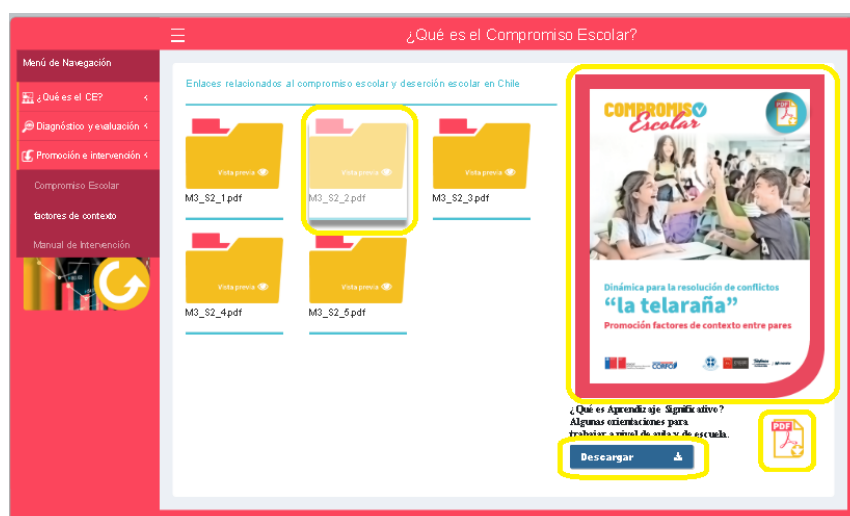 ¿Qué es el Compromiso Escolar?
Menú de Navegación
¿Qué es el CE?
Diagnóstico y evaluación
Promoción e intervención
Compromiso Escolar
factores de contexto
Manual de Intervención
Enlaces relacionados al compromiso escolar y deserción escolar en Chile
Vista previa
M3_S2_1.pdf
Vista previa
M3_S2_2.pdf
Vista previa
M3_S2_3.pdf
Vista previa
M3_S2_4.pdf
Vista previa
M3_S2_5.pdf
COMPROMISO
Escolar
PDF
Dinámica para la resolución de conflictos
“la telaraña”
Promoción factores de contexto entre pares
CORFO
¿Qué es Aprendizaje Significativo?
Algunas orientaciones para
trabajar a nivel de aula y de escuela.
PDF
Descargar